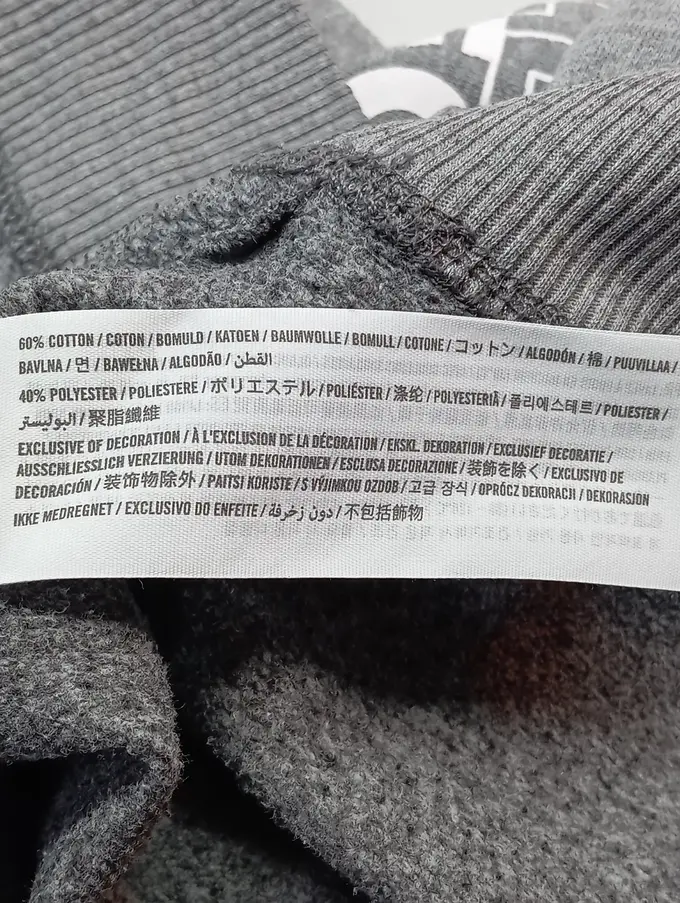 60% COTTON / COTON / BOMULD / KATOEN / BAUMWOLLE / BOMULL / COTONE / コットン / ALGODÓN / 棉 / PUUVILLAA /
BAVLNA / 면 / BAWEŁNA / ALGODÃO / القطن
40% POLYESTER / POLIESTERE / ポリエステル / POLIÉSTER / 涤纶 / POLYESTERIÄ / 폴리에스테르 / POLIESTER /
البوليستر / 聚脂纖維
EXCLUSIVE OF DECORATION / À L'EXCLUSION DE LA DÉCORATION / EKSKL. DEKORATION / EXCLUSIEF DECORATIE /
AUSSCHLIESSLICH VERZIERUNG / UTOM DEKORATIONEN / ESCLUSA DECORAZIONE / 装飾を除く / EXCLUSIVO DE
DECORACIÓN / 装饰物除外 / PAITSI KORISTE / S VÝJIMKOU OZDOB / 고급 장식 / OPRÓCZ DEKORACJI / DEKORASJON
IKKE MEDREGNET / EXCLUSIVO DO ENFEITE / دون زخرفة / 不包括飾物